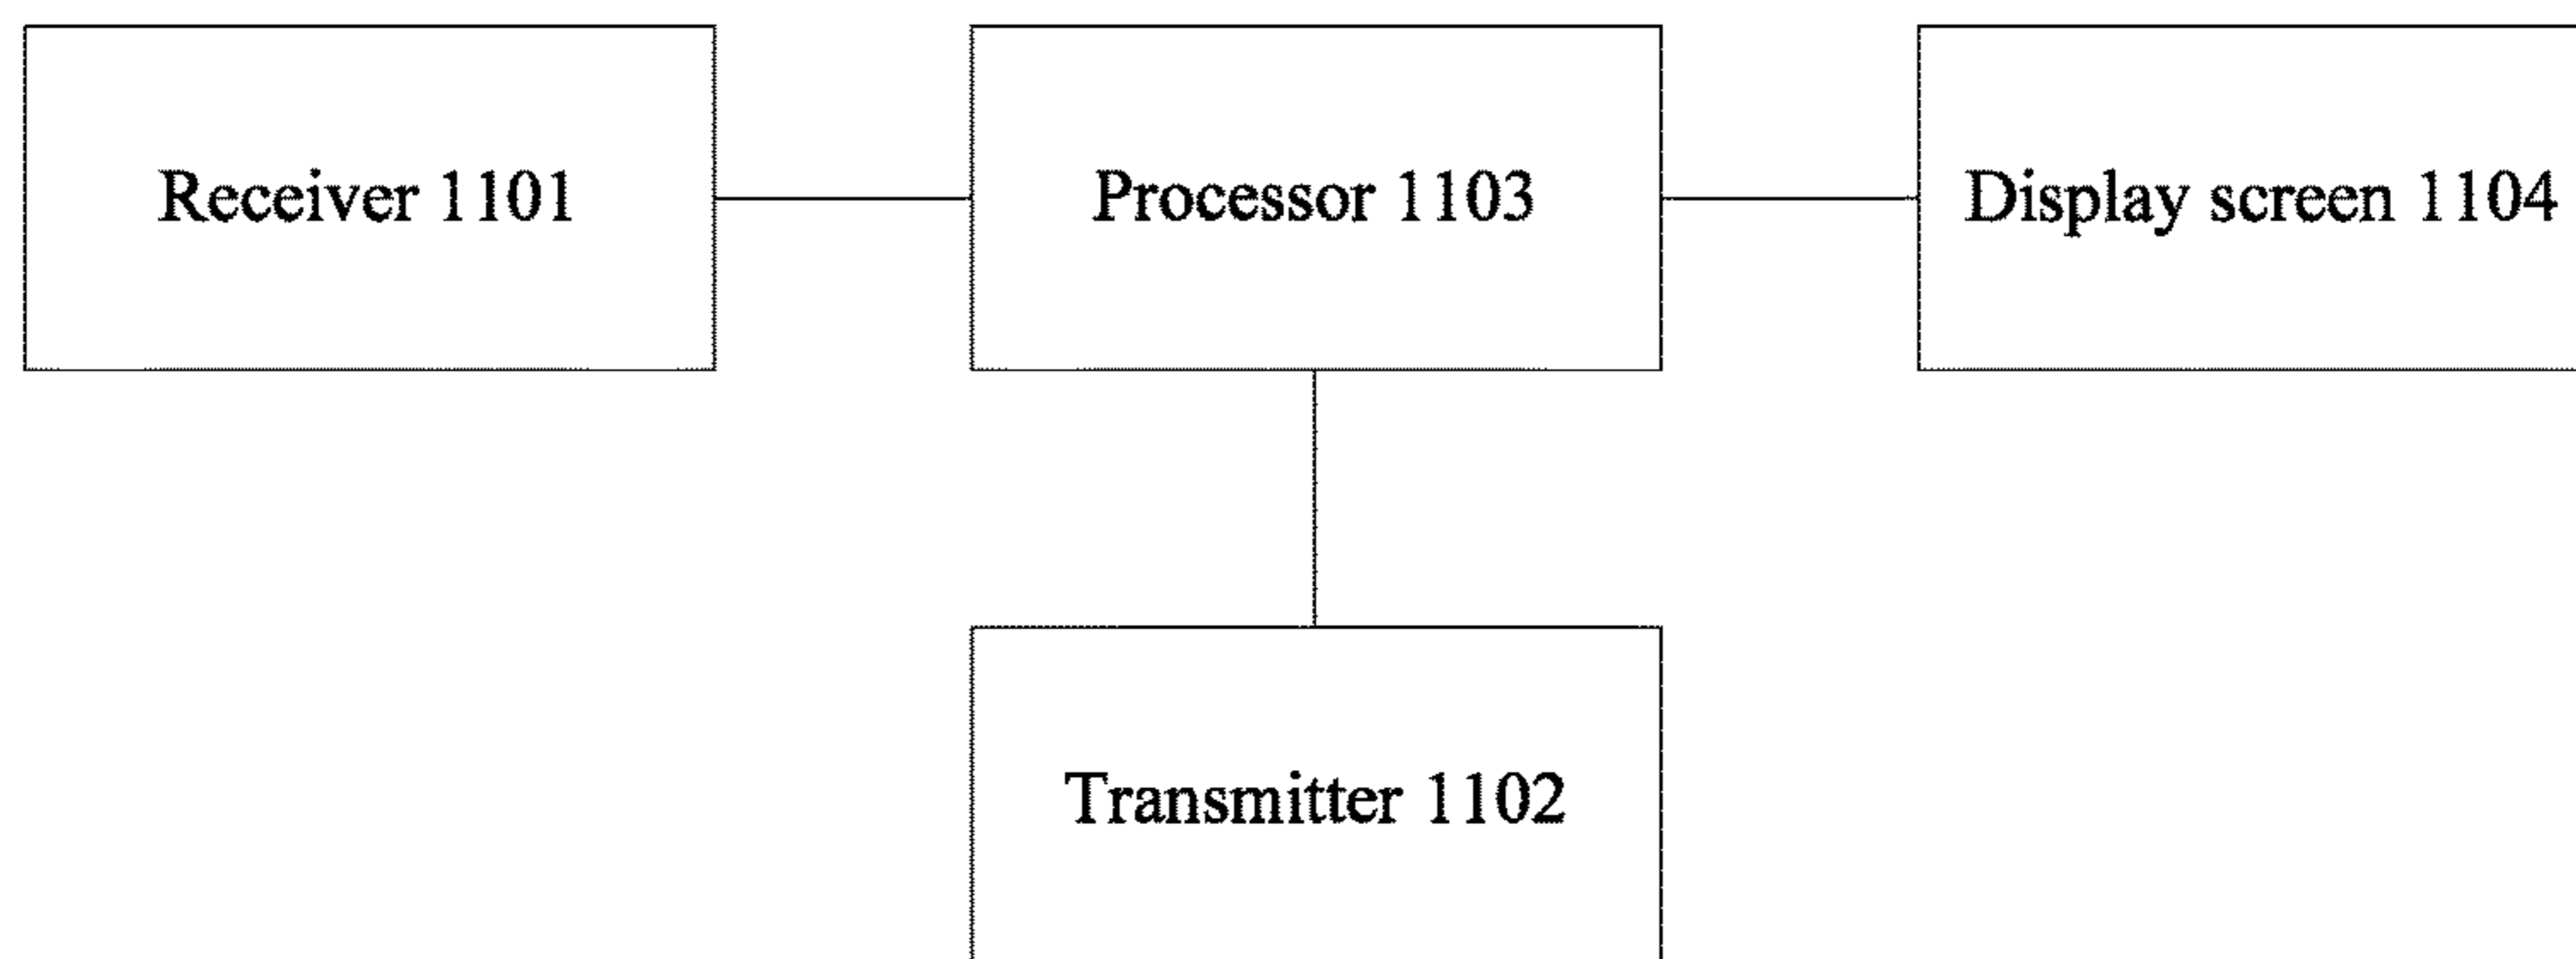 Receiver 1101
Processor 1103
Display screen 1104
Transmitter 1102